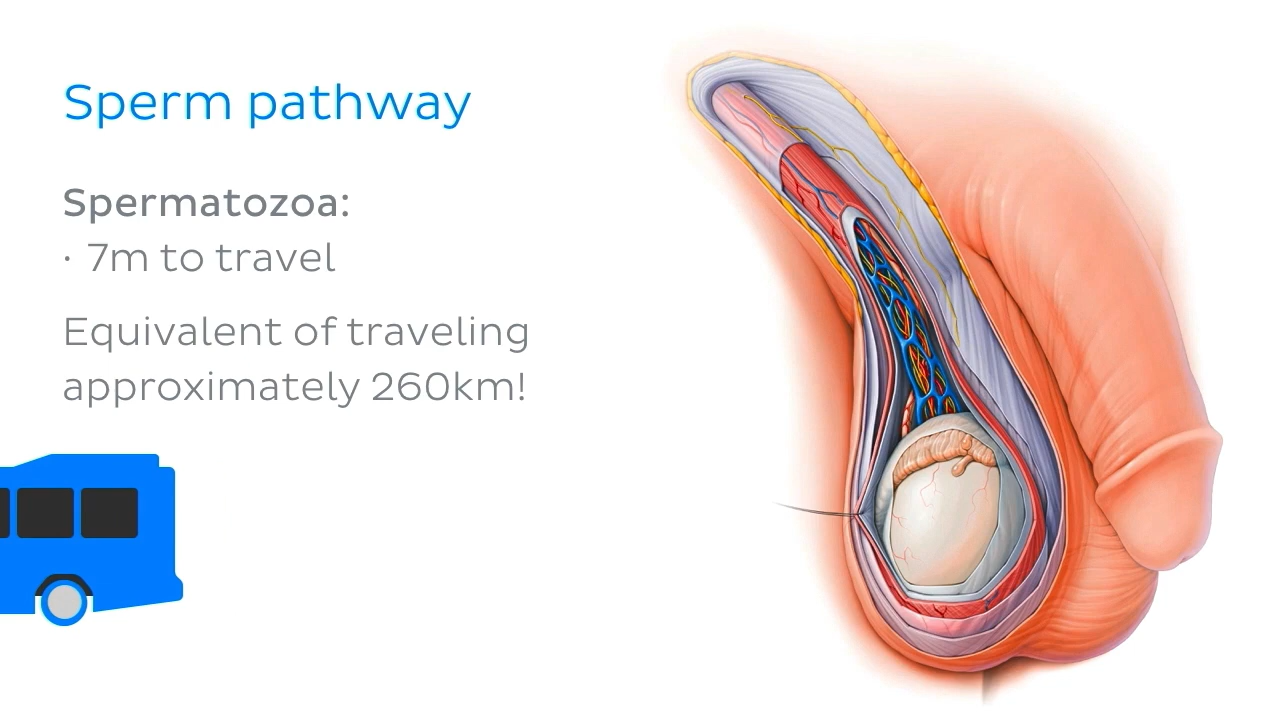 Sperm pathway
Spermatozoa:
· 7m to travel
Equivalent of traveling
approximately 260km!